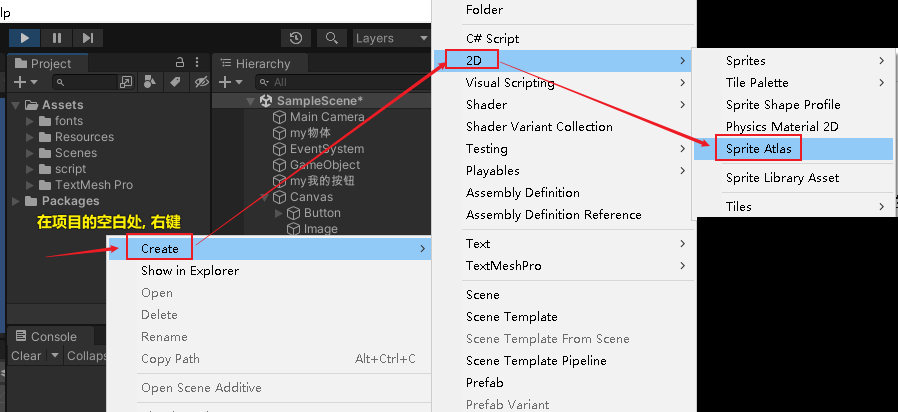 lp
Layers
Project
Hierarchy
All
Assets
fonts
Resources
Scenes
script
TextMesh Pro
Packages
SampleScene*
Main Camera
my物体
EventSystem
GameObject
my我的按钮
Canvas
Button
Image
在项目的空白处, 右键
Console
Clear
Collaps
Create
Show in Explorer
Open
Delete
Rename
Copy Path Alt+Ctrl+C
Open Scene Additive
Folder
C# Script
2D
Visual Scripting
Shader
Shader Variant Collection
Testing
Playables
Assembly Definition
Assembly Definition Reference
Text
TextMeshPro
Scene
Scene Template
Scene Template From Scene
Scene Template Pipeline
Prefab
Prefab Variant
Sprites
Tile Palette
Sprite Shape Profile
Physics Material 2D
Sprite Atlas
Sprite Library Asset
Tiles